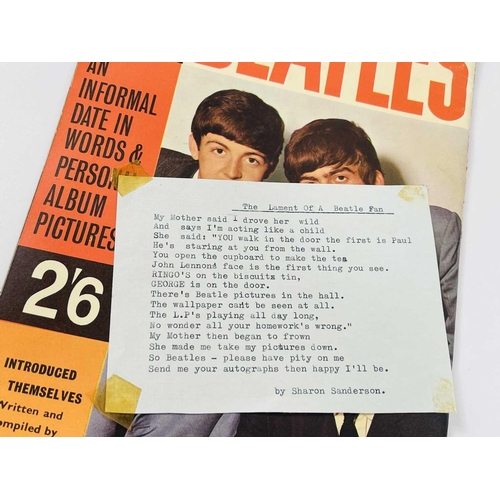 BEATLES
AN
INFORMAL
DATE IN
WORDS &
PERSON
ALBUM
PICTURES
2'6
INTRODUCED
THEMSELVES
Written and
compiled by
The Lament Of A Beatle Fan
My Mother said I drove her wild
And says I'm acting like a child
She said: "YOU walk in the door the first is Paul
He's staring at you from the wall.
You open the cupboard to make the tea
John Lennons face is the first thing you see.
RINGO's on the biscuits tin,
GEORGE is on the door.
There's Beatle pictures in the hall.
The wallpaper cant be seen at all.
The L.P's playing all day long,
No wonder all your homework's wrong."
My Mother then began to frown
She made me take my pictures down.
So Beatles - please have pity on me
Send me your autographs then happy I'll be.
by Sharon Sanderson.